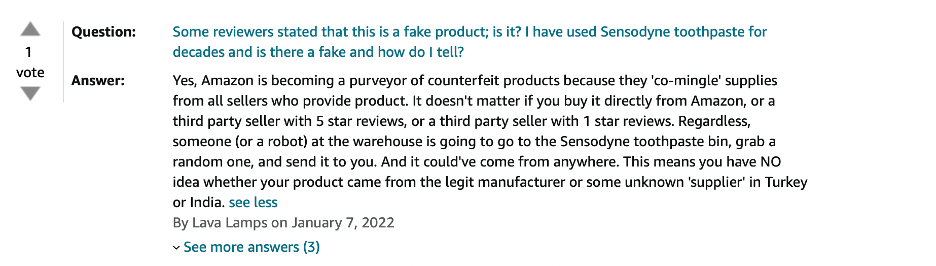 1
vote
Question:
Some reviewers stated that this is a fake product; is it? I have used Sensodyne toothpaste for
decades and is there a fake and how do I tell?
Answer:
Yes, Amazon is becoming a purveyor of counterfeit products because they 'co-mingle' supplies
from all sellers who provide product. It doesn't matter if you buy it directly from Amazon, or a
third party seller with 5 star reviews, or a third party seller with 1 star reviews. Regardless,
someone (or a robot) at the warehouse is going to go to the Sensodyne toothpaste bin, grab a
random one, and send it to you. And it could've come from anywhere. This means you have NO
idea whether your product came from the legit manufacturer or some unknown 'supplier' in Turkey
or India. see less
By Lava Lamps on January 7, 2022
See more answers (3)